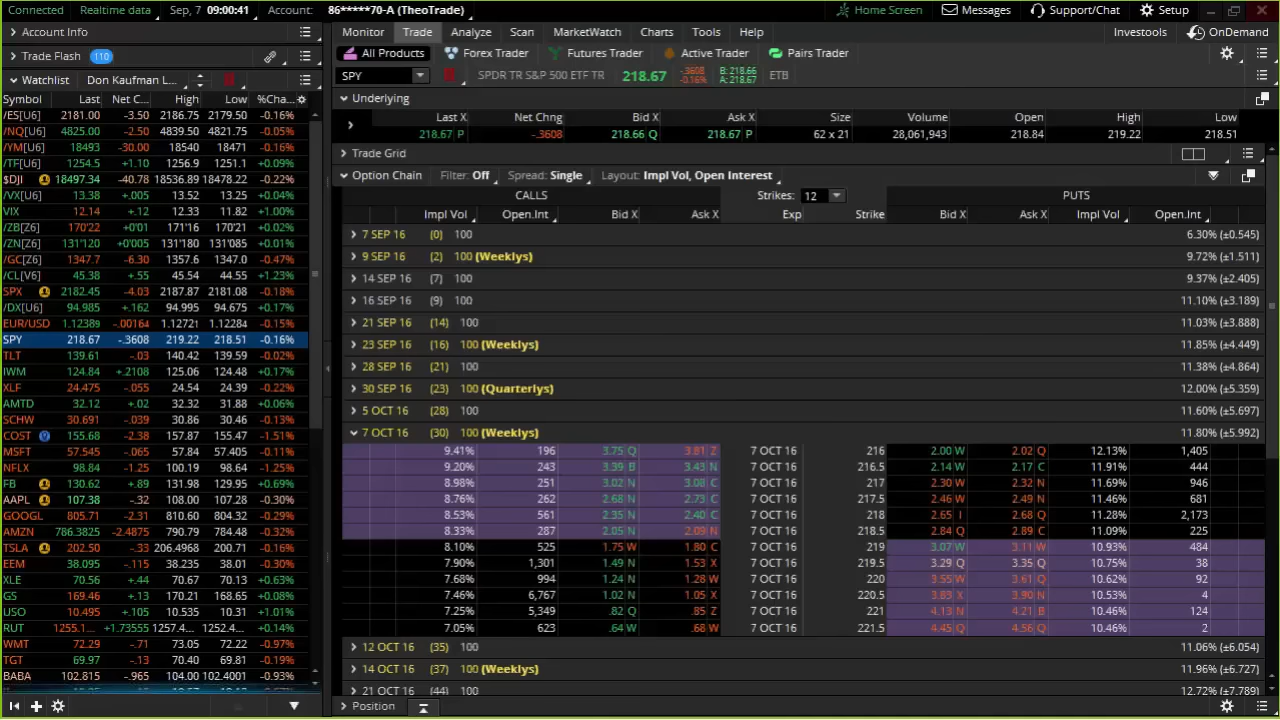 Connected Realtime data Sep, 7 09:00:41 Account: 86*****70-A (TheoTrade) Home Screen Messages Support/Chat Setup
Account Info
Monitor Trade Analyze Scan MarketWatch Charts Tools Help Investools OnDemand
Trade Flash 110
All Products Forex Trader Futures Trader Active Trader Pairs Trader
Watchlist Don Kaufman L...
SPY SPDR TR S&P 500 ETF TR 218.67 -.3608 -0.16% B: 218.66 A: 218.67 ETB
Symbol Last Net C... High Low %Cha...
/ES[U6] 2181.00 -3.50 2186.75 2179.50 -0.16%
/NQ[U6] 4825.00 -2.50 4839.50 4821.75 -0.05%
/YM[U6] 18493 -30.00 18540 18471 -0.16%
/TF[U6] 1254.5 +1.10 1256.9 1251.1 +0.09%
$DJI 18497.34 -40.78 18536.89 18478.22 -0.22%
/VX[U6] 13.38 +.005 13.52 13.25 +0.04%
VIX 12.14 +.12 12.33 11.82 +1.00%
/ZB[Z6] 170'22 +0'01 171'16 170'21 +0.02%
/ZN[Z6] 131'120 +0'005 131'180 131'085 +0.01%
/GC[Z6] 1347.7 -6.30 1357.6 1347.0 -0.47%
/CL[V6] 45.38 +.55 45.54 44.55 +1.23%
SPX 2182.45 -4.03 2187.87 2181.08 -0.18%
/DX[U6] 94.985 +.162 94.995 94.675 +0.17%
EUR/USD 1.12389 -.00164 1.12721 1.12284 -0.15%
SPY 218.67 -.3608 219.22 218.51 -0.16%
TLT 139.61 -.03 140.42 139.59 -0.02%
IWM 124.84 +.2108 125.06 124.48 +0.17%
XLF 24.475 -.055 24.54 24.39 -0.22%
AMTD 32.12 +.02 32.32 31.88 +0.06%
SCHW 30.691 -.039 30.86 30.46 -0.13%
COST 155.68 -2.38 157.87 155.47 -1.51%
MSFT 57.545 -.065 57.84 57.405 -0.11%
NFLX 98.84 -1.25 100.19 98.64 -1.25%
FB 130.62 +.89 131.98 129.95 +0.69%
AAPL 107.38 -.32 108.00 107.28 -0.30%
GOOGL 805.71 -2.31 810.60 804.32 -0.29%
AMZN 786.3825 -2.4875 790.79 784.48 -0.32%
TSLA 202.50 -.33 206.4968 200.71 -0.16%
EEM 38.095 -.115 38.235 38.01 -0.30%
XLE 70.56 +.44 70.67 70.10 +0.63%
GS 169.46 +.13 170.21 168.65 +0.08%
USO 10.495 +.105 10.535 10.31 +1.01%
RUT 1255.1... +1.73555 1257.4... 1252.4... +0.14%
WMT 72.29 -.71 73.05 72.22 -0.97%
TGT 69.97 -.13 70.40 69.81 -0.19%
BABA 102.815 -.965 104.00 102.4001 -0.93%
Underlying
Last X Net Chng Bid X Ask X Size Volume Open High Low
218.67 P -.3608 218.66 Q 218.67 P 62 x 21 28,061,943 218.84 219.22 218.51
Trade Grid
Option Chain Filter: Off Spread: Single Layout: Impl Vol, Open Interest
CALLS Strikes: 12 PUTS
Impl Vol Open.Int Bid X Ask X Exp Strike Bid X Ask X Impl Vol Open.Int
7 SEP 16 (0) 100 6.30% (±0.545)
9 SEP 16 (2) 100 (Weeklys) 9.72% (±1.511)
14 SEP 16 (7) 100 9.37% (±2.405)
16 SEP 16 (9) 100 11.10% (±3.189)
21 SEP 16 (14) 100 11.03% (±3.888)
23 SEP 16 (16) 100 (Weeklys) 11.85% (±4.449)
28 SEP 16 (21) 100 11.38% (±4.864)
30 SEP 16 (23) 100 (Quarterlys) 12.00% (±5.359)
5 OCT 16 (28) 100 11.60% (±5.697)
7 OCT 16 (30) 100 (Weeklys) 11.80% (±5.992)
9.41% 196 3.75 Q 3.81 Z 7 OCT 16 216 2.00 W 2.02 Q 12.13% 1,405
9.20% 243 3.39 B 3.43 N 7 OCT 16 216.5 2.14 W 2.17 C 11.91% 444
8.98% 251 3.02 N 3.08 C 7 OCT 16 217 2.30 W 2.32 N 11.68% 946
8.76% 262 2.68 N 2.73 C 7 OCT 16 217.5 2.46 W 2.49 N 11.46% 681
8.53% 561 2.35 N 2.40 C 7 OCT 16 218 2.65 I 2.68 Q 11.28% 2,173
8.33% 287 2.05 N 2.09 N 7 OCT 16 218.5 2.84 Q 2.89 C 11.09% 225
8.10% 525 1.75 W 1.80 C 7 OCT 16 219 3.07 W 3.11 W 10.93% 484
7.90% 1,301 1.49 N 1.53 X 7 OCT 16 219.5 3.29 Q 3.35 Q 10.75% 38
7.68% 994 1.24 N 1.28 W 7 OCT 16 220 3.55 W 3.61 Q 10.62% 92
7.46% 6,767 1.02 N 1.05 X 7 OCT 16 220.5 3.83 X 3.90 N 10.53% 4
7.25% 5,349 .82 Q .85 Z 7 OCT 16 221 4.13 N 4.21 B 10.46% 124
7.05% 623 .64 W .68 W 7 OCT 16 221.5 4.45 Q 4.56 Q 10.46% 2
12 OCT 16 (35) 100 11.06% (±6.054)
14 OCT 16 (37) 100 (Weeklys) 11.96% (±6.727)
21 OCT 16 (44) 100 12.72% (±7.789)
Position